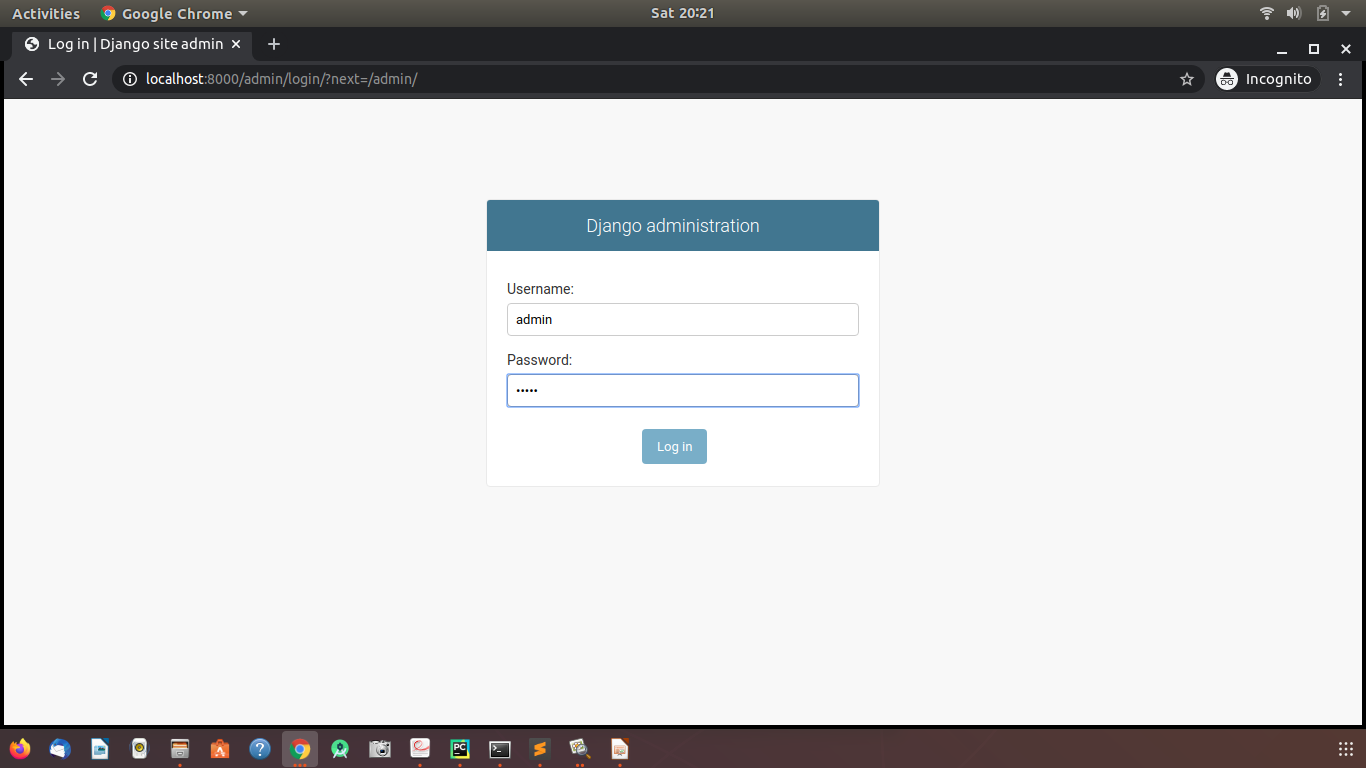 Activities Google Chrome Sat 20:21
Log in | Django site admin
localhost:8000/admin/login/?next=/admin/ Incognito
Django administration
Username:
admin
Password:
•••••
Log in
PC